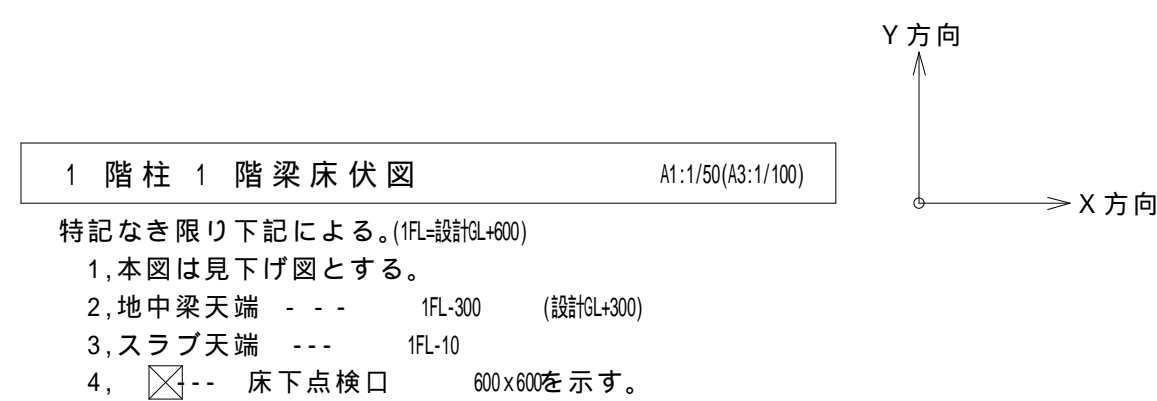 Y方向
1 階柱 1 階梁床伏図 A1:1/50(A3:1/100)
X方向
特記なき限り下記による。(1FL=設計GL+600)
1,本図は見下げ図とする。
2,地中梁天端 - - - 1FL-300 (設計GL+300)
3,スラブ天端 --- 1FL-10
4, --- 床下点検口 600x600を示す。